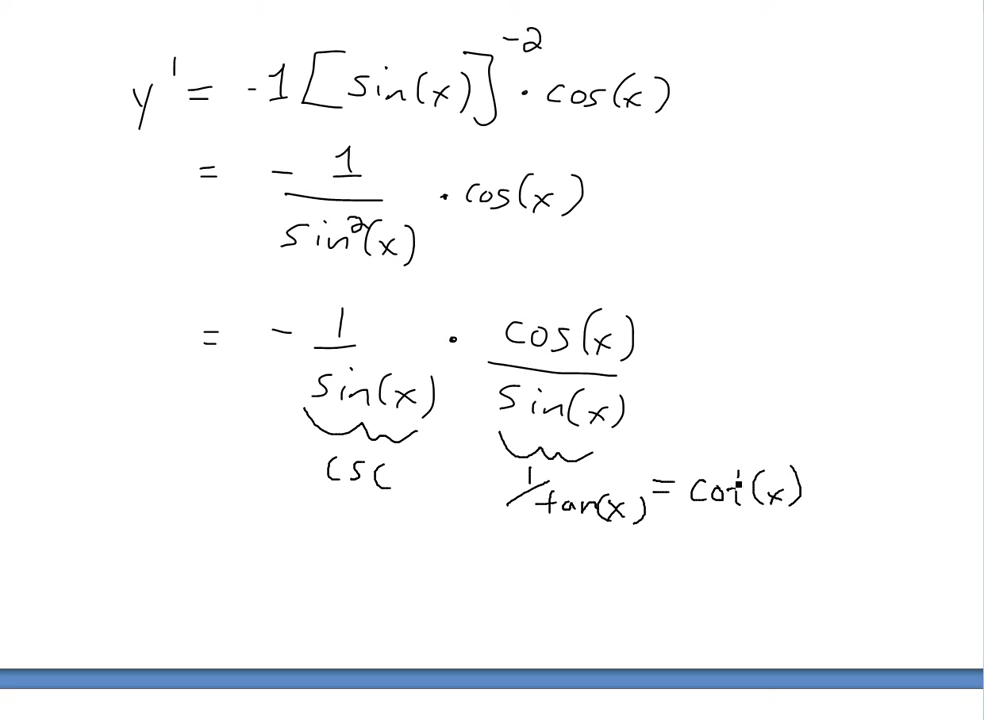 y' = -1[sin(x)]^-2 · cos(x)
= - 1/sin²(x) · cos(x)
= - 1/sin(x) · cos(x)/sin(x)
csc
1/tan(x) = cot(x)